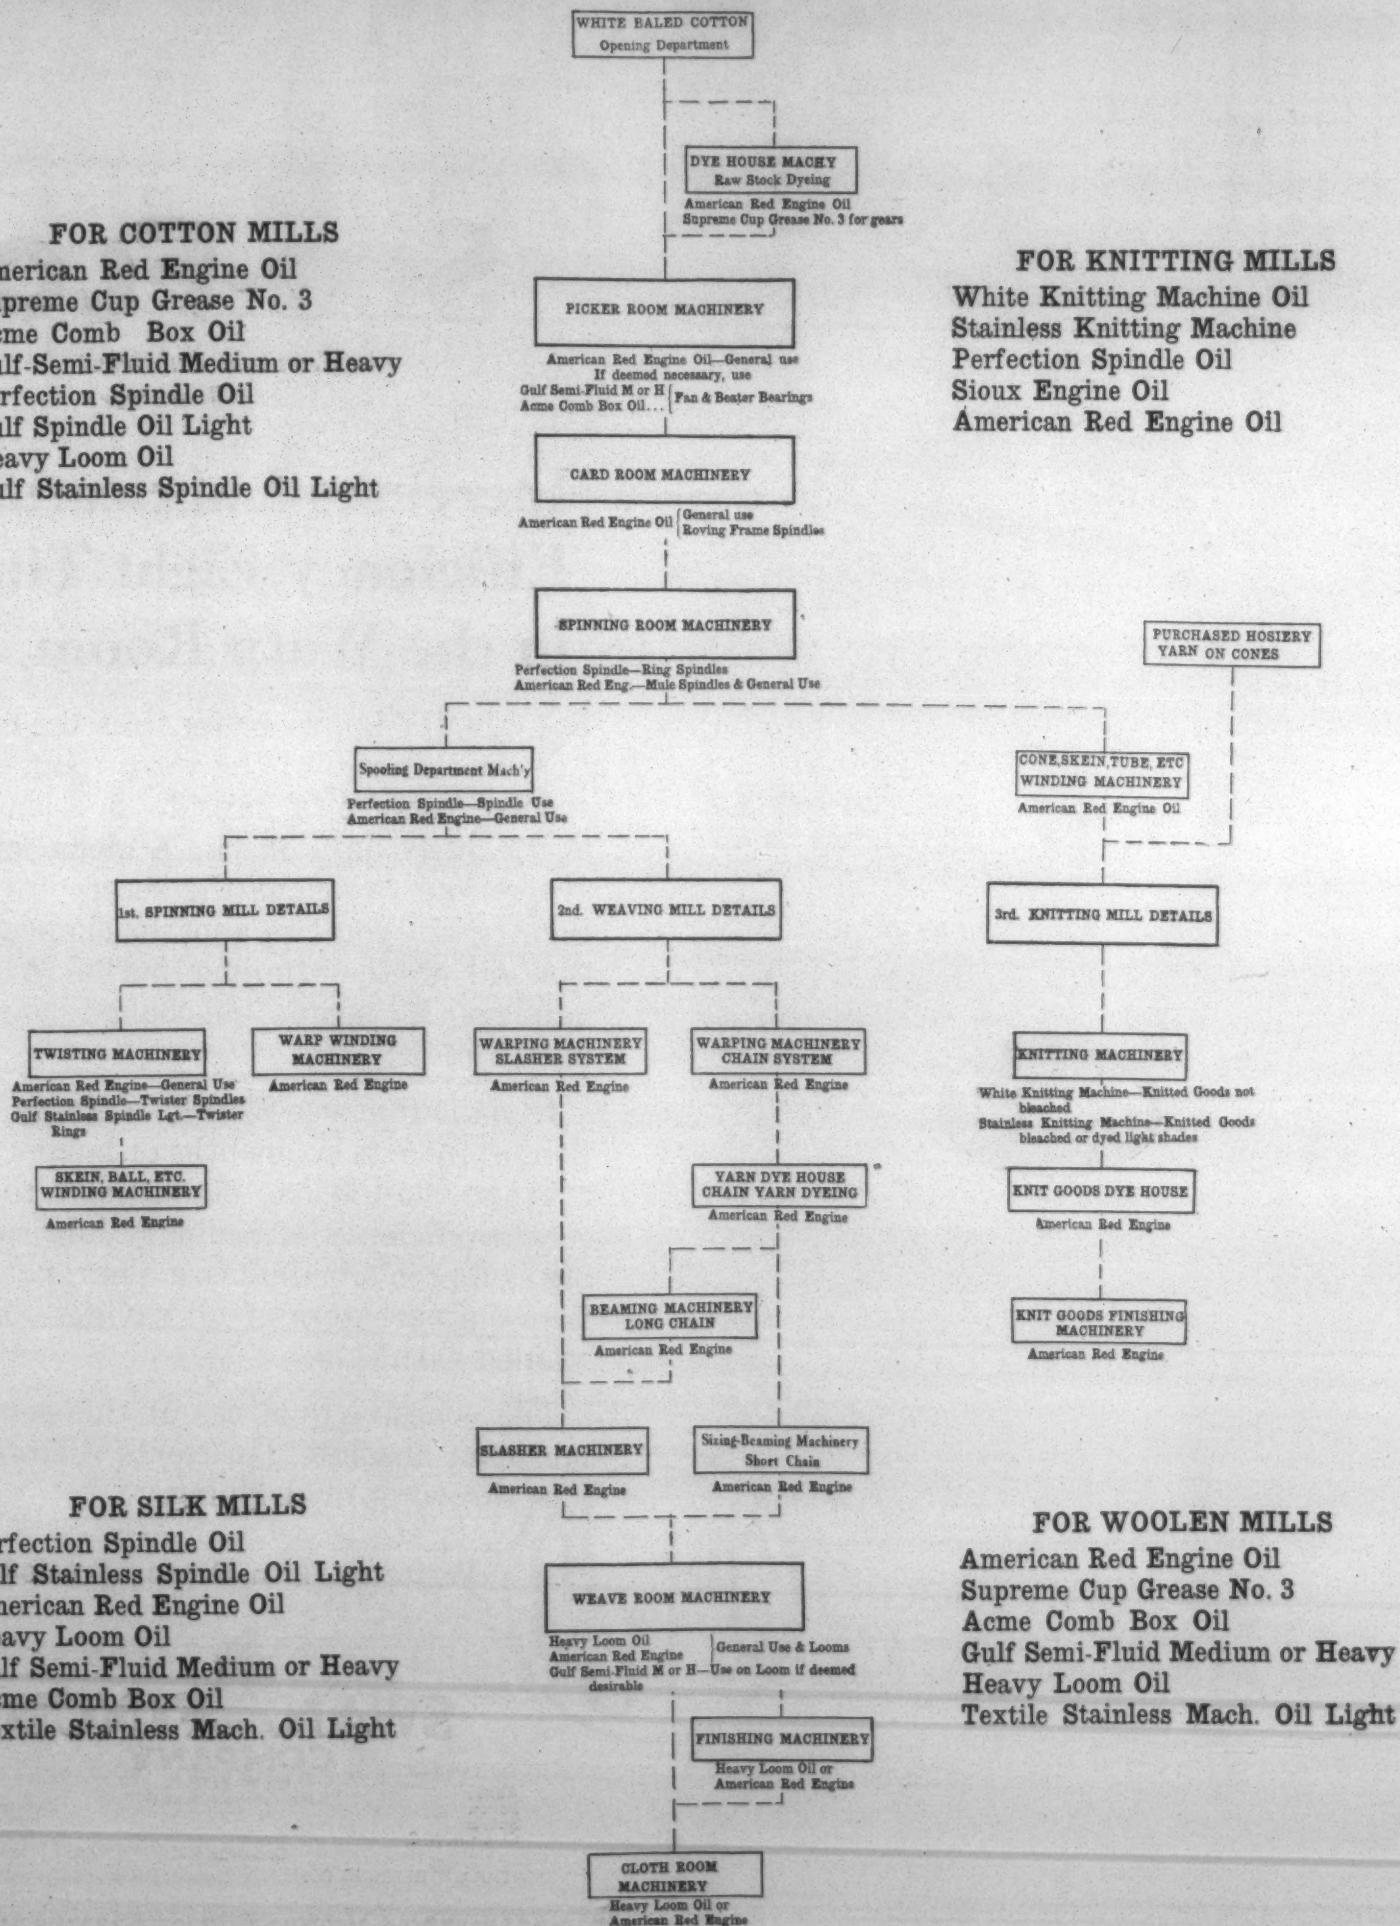 WHITE BALED COTTON
Opening Department
DYE HOUSE MACHY
Raw Stock Dyeing
American Red Engine Oil
Supreme Cup Grease No. 3 for gears
FOR COTTON MILLS
merican Red Engine Oil
upreme Cup Grease No. 3
cme Comb Box Oil
ulf-Semi-Fluid Medium or Heavy
erfection Spindle Oil
ulf Spindle Oil Light
eavy Loom Oil
ulf Stainless Spindle Oil Light
FOR KNITTING MILLS
White Knitting Machine Oil
Stainless Knitting Machine
Perfection Spindle Oil
Sioux Engine Oil
American Red Engine Oil
PICKER ROOM MACHINERY
American Red Engine Oil—General use
If deemed necessary, use
Gulf Semi-Fluid M or H
Acme Comb Box Oil...
Fan & Beater Bearings
CARD ROOM MACHINERY
American Red Engine Oil
General use
Roving Frame Spindles
SPINNING ROOM MACHINERY
Perfection Spindle—Ring Spindles
American Red Eng.—Mule Spindles & General Use
PURCHASED HOSIERY
YARN ON CONES
Spooling Department Mach'y
Perfection Spindle—Spindle Use
American Red Engine—General Use
CONE, SKEIN, TUBE, ETC
WINDING MACHINERY
American Red Engine Oil
1st. SPINNING MILL DETAILS
2nd. WEAVING MILL DETAILS
3rd. KNITTING MILL DETAILS
TWISTING MACHINERY
American Red Engine—General Use
Perfection Spindle—Twister Spindles
Gulf Stainless Spindle Lgt.—Twister
Rings
WARP WINDING
MACHINERY
American Red Engine
WARPING MACHINERY
SLASHER SYSTEM
American Red Engine
WARPING MACHINERY
CHAIN SYSTEM
American Red Engine
KNITTING MACHINERY
White Knitting Machine—Knitted Goods not
bleached
Stainless Knitting Machine—Knitted Goods
bleached or dyed light shades
SKEIN, BALL, ETC.
WINDING MACHINERY
American Red Engine
YARN DYE HOUSE
CHAIN YARN DYEING
American Red Engine
KNIT GOODS DYE HOUSE
American Red Engine
BEAMING MACHINERY
LONG CHAIN
American Red Engine
KNIT GOODS FINISHING
MACHINERY
American Red Engine
SLASHER MACHINERY
American Red Engine
Sizing-Beaming Machinery
Short Chain
American Red Engine
FOR SILK MILLS
rfection Spindle Oil
lf Stainless Spindle Oil Light
merican Red Engine Oil
eavy Loom Oil
lf Semi-Fluid Medium or Heavy
cme Comb Box Oil
extile Stainless Mach. Oil Light
FOR WOOLEN MILLS
American Red Engine Oil
Supreme Cup Grease No. 3
Acme Comb Box Oil
Gulf Semi-Fluid Medium or Heavy
Heavy Loom Oil
Textile Stainless Mach. Oil Light
WEAVE ROOM MACHINERY
Heavy Loom Oil
American Red Engine
General Use & Looms
Gulf Semi-Fluid M or H—Use on Loom if deemed
desirable
FINISHING MACHINERY
Heavy Loom Oil or
American Red Engine
CLOTH ROOM
MACHINERY
Heavy Loom Oil or
American Red Engine